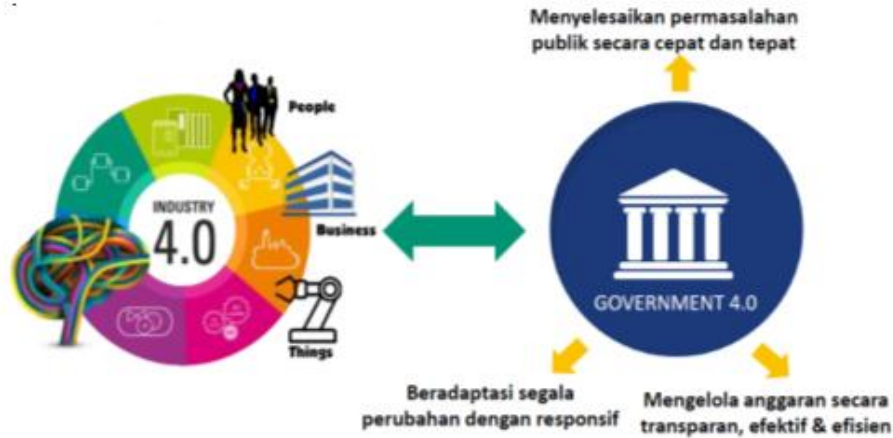 Menyelesaikan permasalahan
publik secara cepat dan tepat
People
INDUSTRY
4.0
Business
Things
GOVERNMENT 4.0
Beradaptasi segala
perubahan dengan responsif
Mengelola anggaran secara
transparan, efektif & efisien